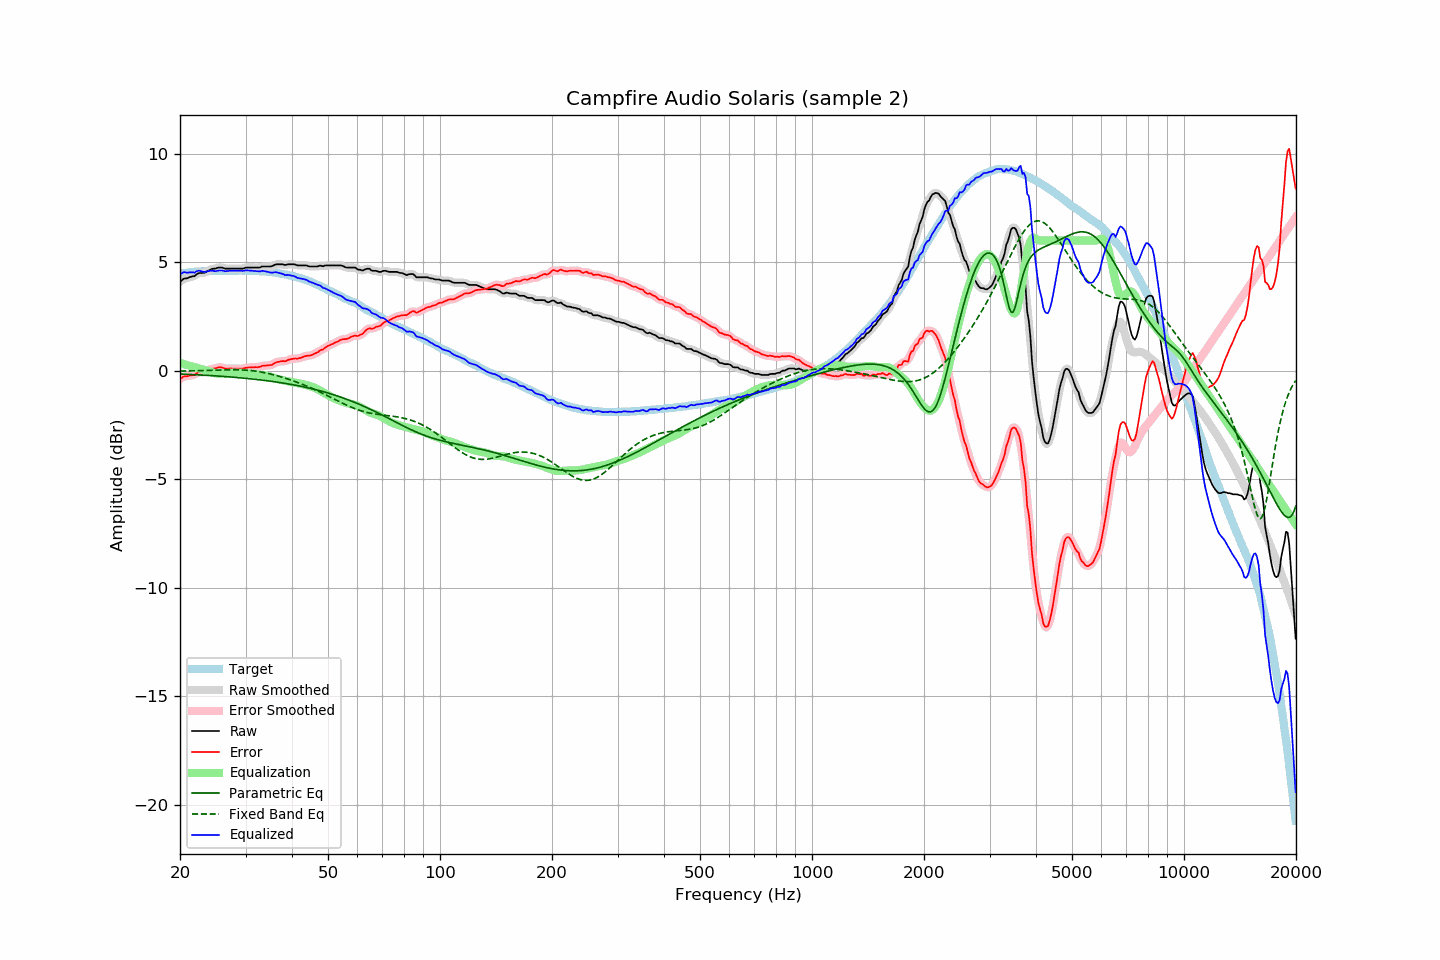 Campfire Audio Solaris (sample 2)
Amplitude (dBr)
10
5
0
−5
−10
−15
−20
Target
Raw Smoothed
Error Smoothed
Raw
Error
Equalization
Parametric Eq
Fixed Band Eq
Equalized
20 50 100 200 500 1000 2000 5000 10000 20000
Frequency (Hz)